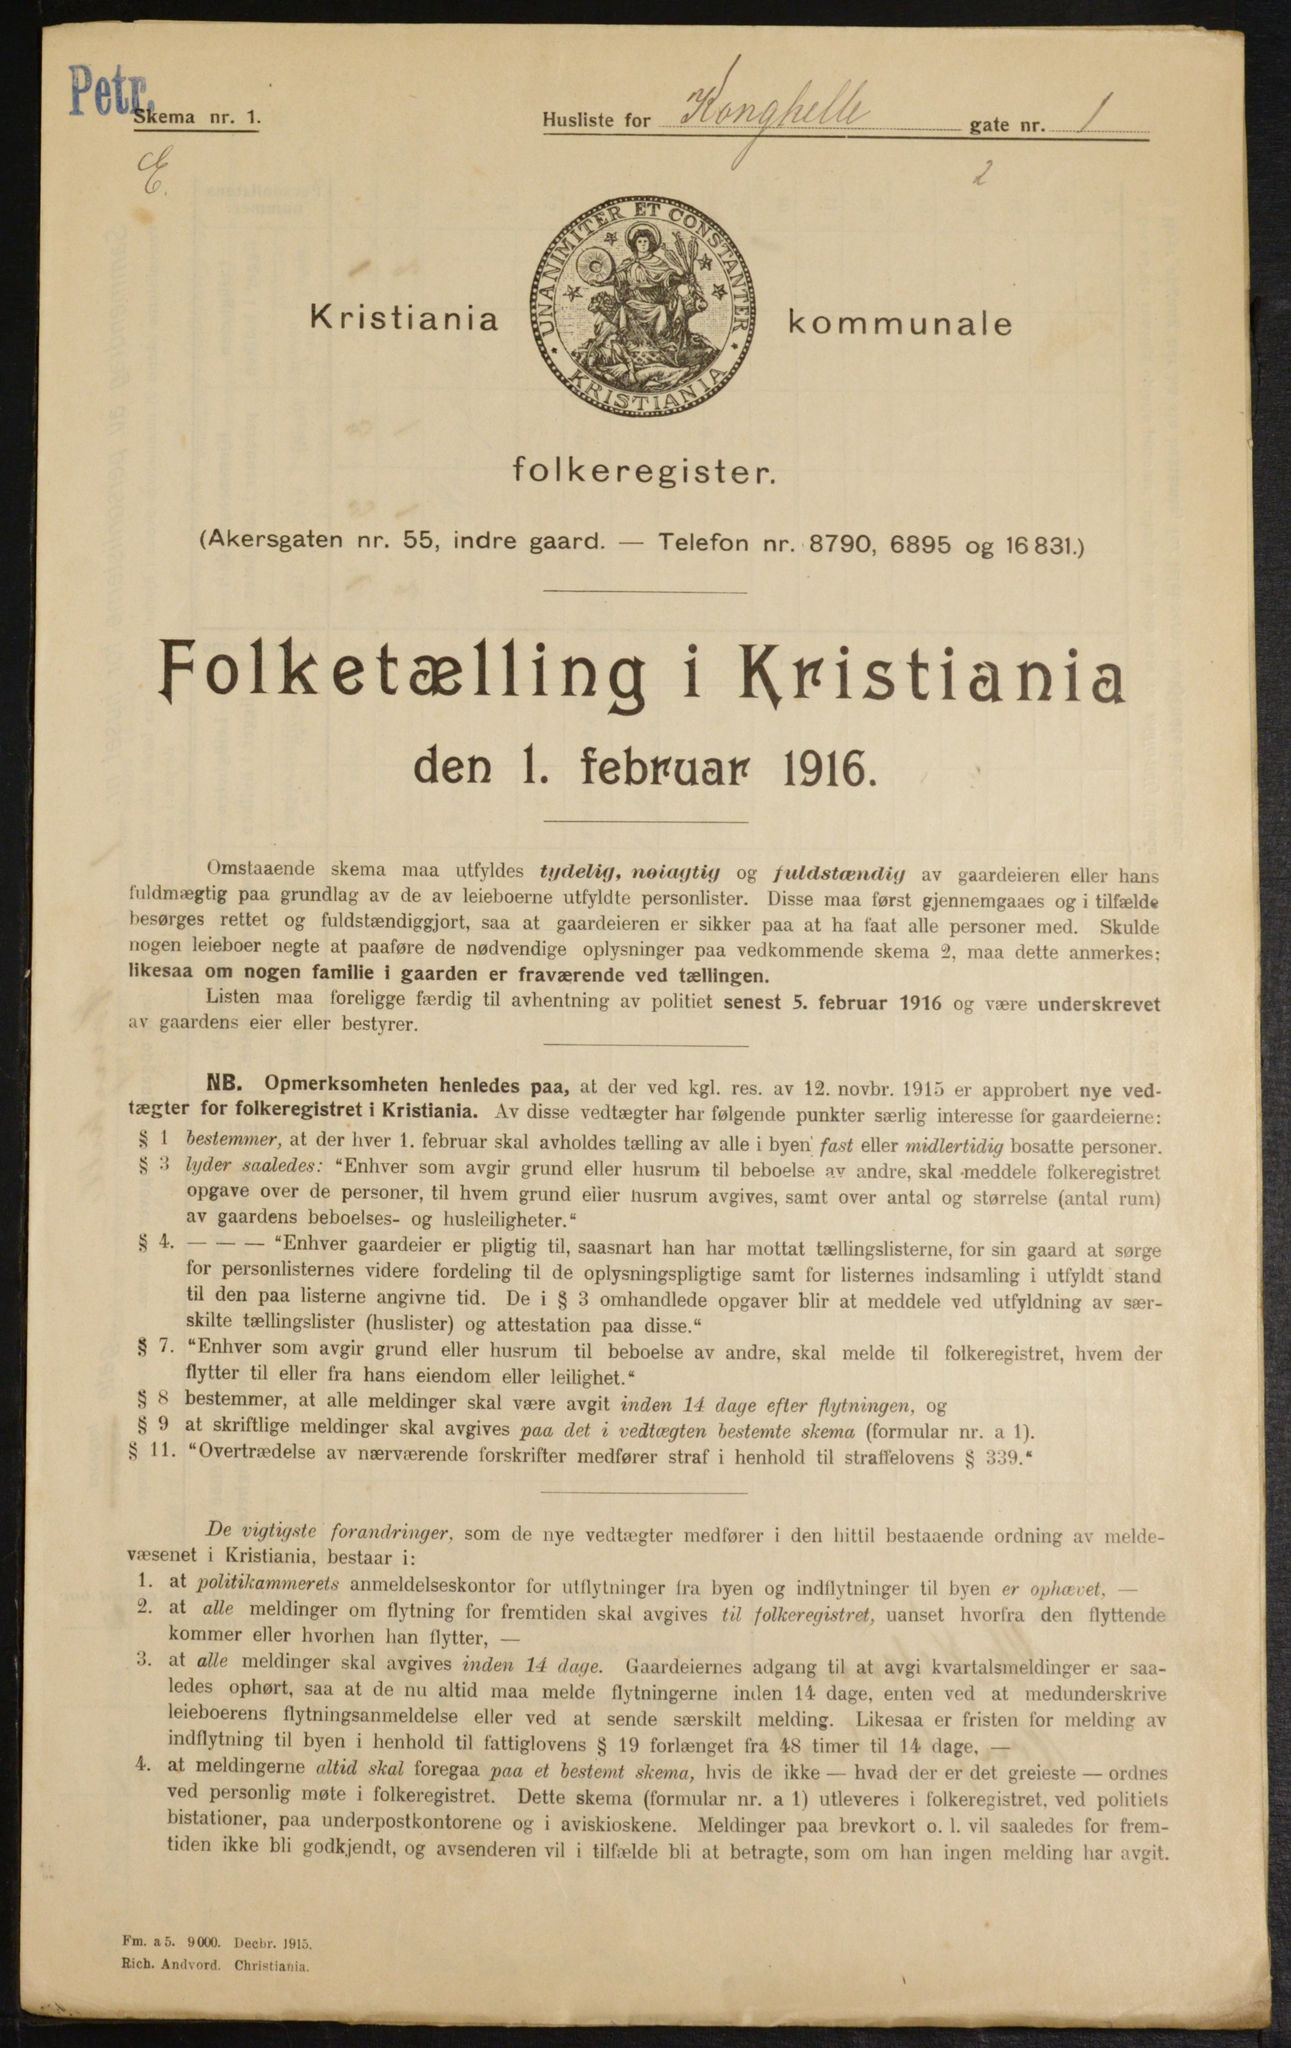 Petr.
Skema nr. 1.
Husliste for Konghelle gate nr. 1
E.
2
UNANIMITER ET CONSTANTER
KRISTIANIA
Kristiania kommunale
folkeregister.
(Akersgaten nr. 55, indre gaard. — Telefon nr. 8790, 6895 og 16 831.)
Folketælling i Kristiania
den 1. februar 1916.
Omstaaende skema maa utfyldes tydelig, nøiagtig og fuldstændig av gaardeieren eller hans
fuldmægtig paa grundlag av de av leieboerne utfyldte personlister. Disse maa først gjennemgaaes og i tilfælde
besørges rettet og fuldstændiggjort, saa at gaardeieren er sikker paa at ha faat alle personer med. Skulde
nogen leieboer negte at paaføre de nødvendige oplysninger paa vedkommende skema 2, maa dette anmerkes;
likesaa om nogen familie i gaarden er fraværende ved tællingen.
Listen maa foreligge færdig til avhentning av politiet senest 5. februar 1916 og være underskrevet
av gaardens eier eller bestyrer.
NB. Opmerksomheten henledes paa, at der ved kgl. res. av 12. novbr. 1915 er approbert nye ved-
tægter for folkeregistret i Kristiania. Av disse vedtægter har følgende punkter særlig interesse for gaardeierne:
§ 1 bestemmer, at der hver 1. februar skal avholdes tælling av alle i byen fast eller midlertidig bosatte personer.
§ 3 lyder saaledes: “Enhver som avgir grund eller husrum til beboelse av andre, skal meddele folkeregistret
opgave over de personer, til hvem grund eller husrum avgives, samt over antal og størrelse (antal rum)
av gaardens beboelses- og husleiligheter.“
§ 4. — — — “Enhver gaardeier er pligtig til, saasnart han har mottat tællingslisterne, for sin gaard at sørge
for personlisternes videre fordeling til de oplysningspligtige samt for listernes indsamling i utfyldt stand
til den paa listerne angivne tid. De i § 3 omhandlede opgaver blir at meddele ved utfyldning av sær-
skilte tællingslister (huslister) og attestation paa disse.“
§ 7. “Enhver som avgir grund eller husrum til beboelse av andre, skal melde til folkeregistret, hvem der
flytter til eller fra hans eiendom eller leilighet.“
§ 8 bestemmer, at alle meldinger skal være avgit inden 14 dage efter flytningen, og
§ 9 at skriftlige meldinger skal avgives paa det i vedtægten bestemte skema (formular nr. a 1).
§ 11. “Overtrædelse av nærværende forskrifter medfører straf i henhold til straffelovens § 339.“
De vigtigste forandringer, som de nye vedtægter medfører i den hittil bestaaende ordning av melde-
væsenet i Kristiania, bestaar i:
1. at politikammerets anmeldelseskontor for utflytninger fra byen og indflytninger til byen er ophævet, —
2. at alle meldinger om flytning for fremtiden skal avgives til folkeregistret, uanset hvorfra den flyttende
kommer eller hvorhen han flytter, —
3. at alle meldinger skal avgives inden 14 dage. Gaardeiernes adgang til at avgi kvartalsmeldinger er saa-
ledes ophørt, saa at de nu altid maa melde flytningerne inden 14 dage, enten ved at medunderskrive
leieboerens flytningsanmeldelse eller ved at sende særskilt melding. Likesaa er fristen for melding av
indflytning til byen i henhold til fattiglovens § 19 forlænget fra 48 timer til 14 dage, —
4. at meldingerne altid skal foregaa paa et bestemt skema, hvis de ikke — hvad der er det greieste — ordnes
ved personlig møte i folkeregistret. Dette skema (formular nr. a 1) utleveres i folkeregistret, ved politiets
bistationer, paa underpostkontorene og i aviskioskene. Meldinger paa brevkort o. l. vil saaledes for frem-
tiden ikke bli godkjendt, og avsenderen vil i tilfælde bli at betragte, som om han ingen melding har avgit.
Fm. a 5. 9 000. Decbr. 1915.
Rich. Andvord. Christiania.